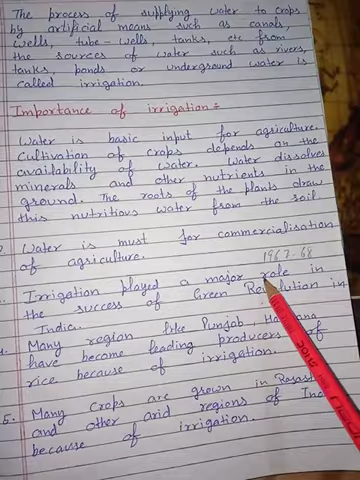 The process of supplying water to crops
by artificial means, such as canals,
wells, tube-wells, tanks, etc from
the sources of water such as rivers,
tanks, ponds or underground water is
called irrigation.
Importance of irrigation:-
Water is basic input for agriculture.
Cultivation of crops depends on the
availability of water. Water dissolves
minerals and other nutrients in the
ground. The roots of the plants draw
this nutritious water from the soil
Water is must for commercialisation
of agriculture.
1967-68
Irrigation played a major role in
the success of Green Revolution in
India.
Many region like Punjab, Haryana
have become leading producers of
rice because of irrigation.
5. Many crops are grown in
and other arid regions of
because of irrigation.